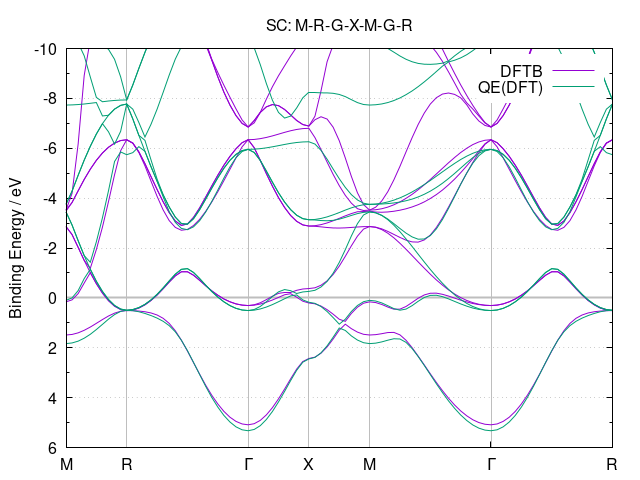 SC: M-R-G-X-M-G-R
DFTB
QE(DFT)
Binding Energy / eV
-10
-8
-6
-4
-2
0
2
4
6
M R Γ X M Γ R